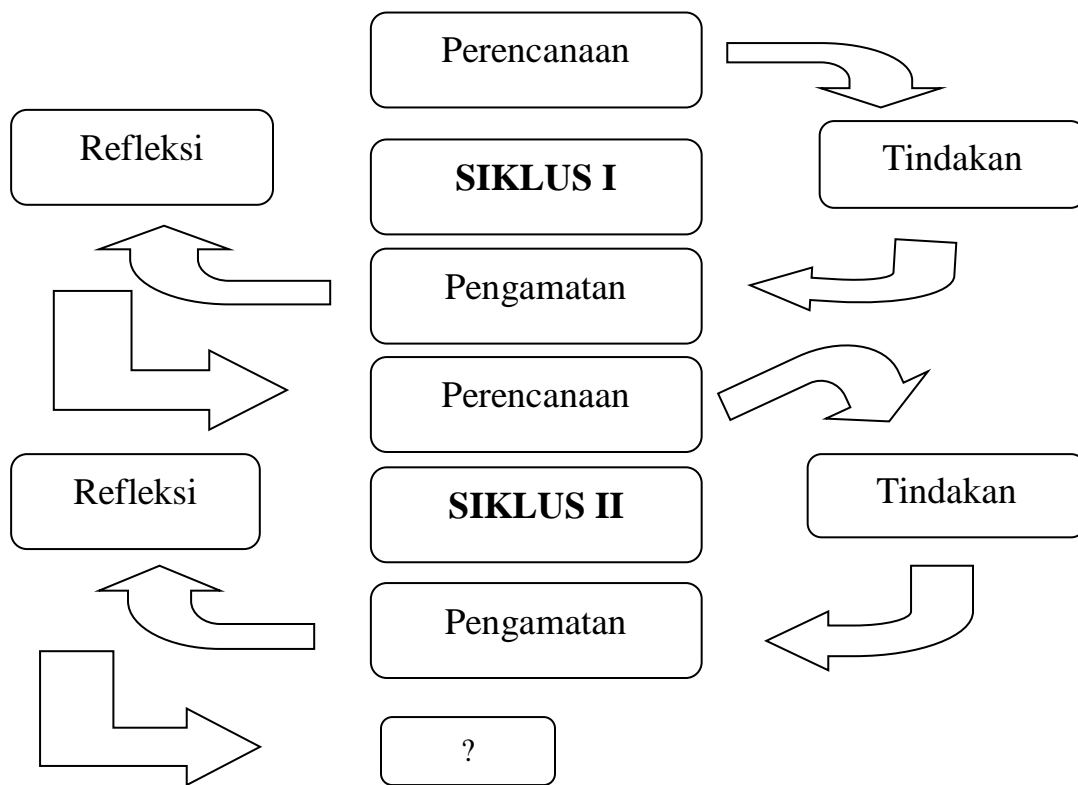 Perencanaan
Refleksi
SIKLUS I
Tindakan
Pengamatan
Perencanaan
Refleksi
SIKLUS II
Tindakan
Pengamatan
?